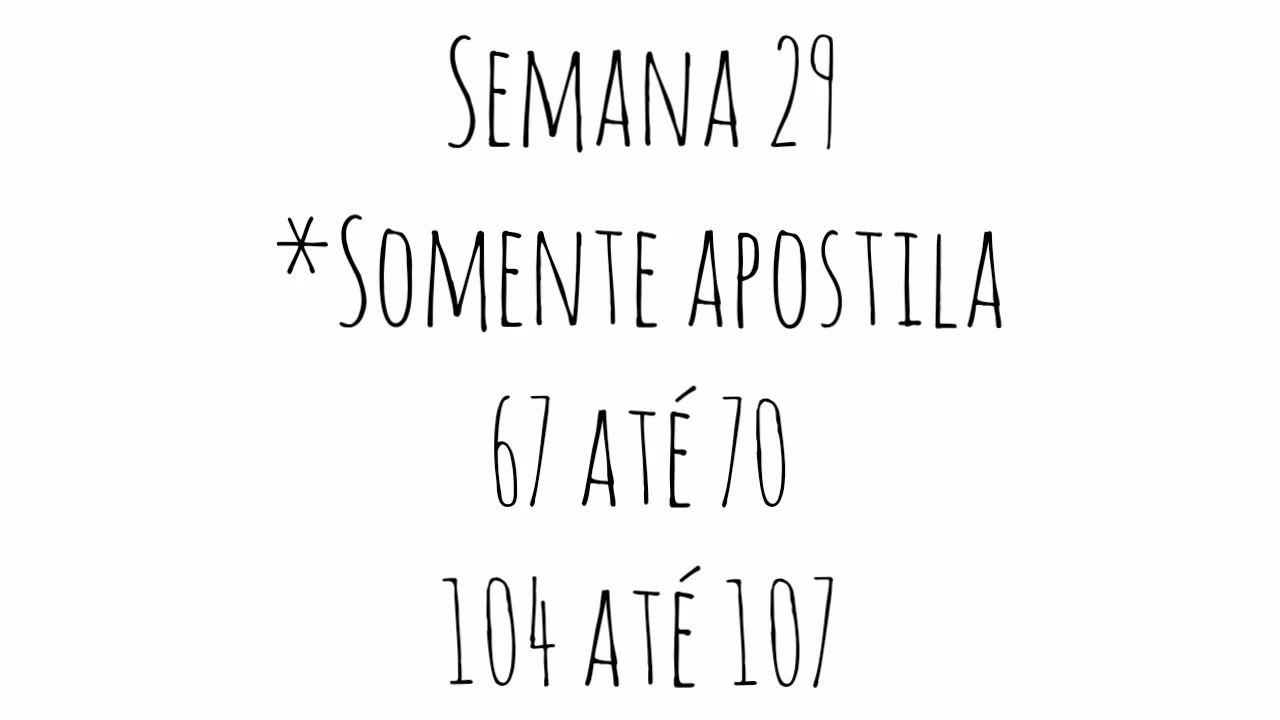 Semana 29
*Somente apostila
67 até 70
104 até 107